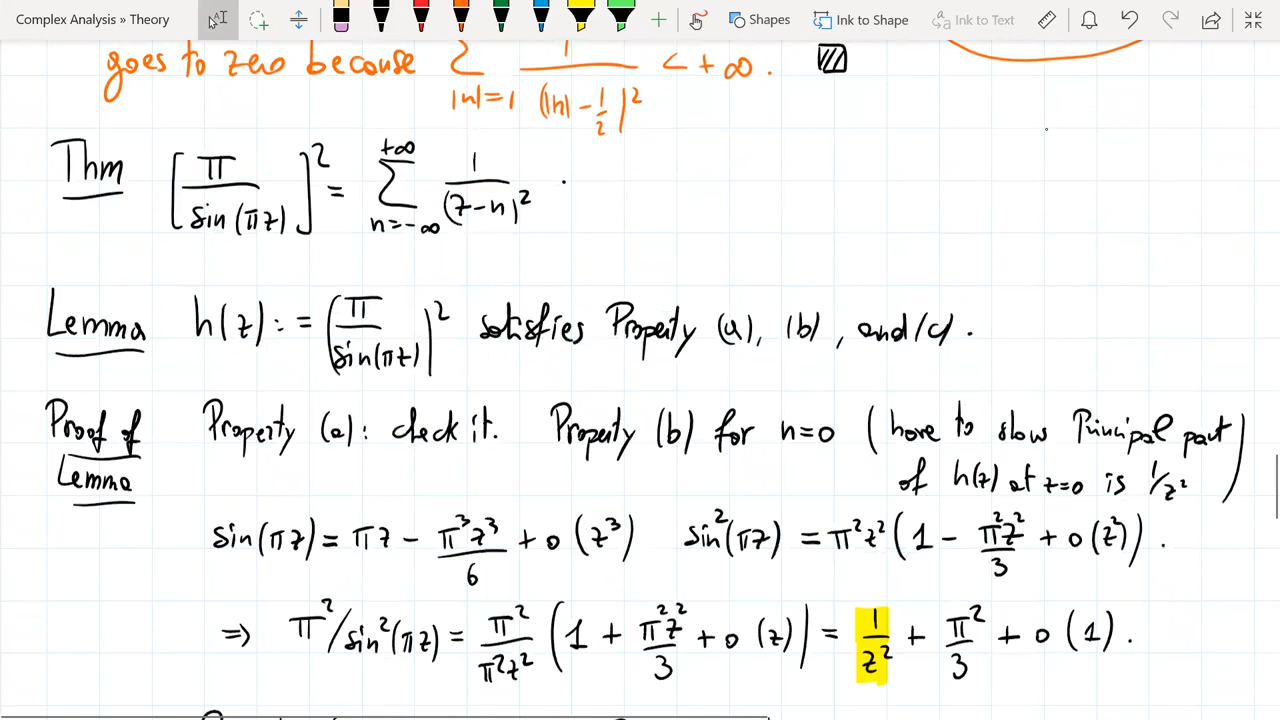 Complex Analysis » Theory
Shapes
Ink to Shape
Ink to Text
goes to zero because ∑_{|n|=1} 1/(|n| - 1/2)² < +∞.
Thm [π/sin(πz)]² = ∑_{n=-∞}^{+∞} 1/(z-n)².
Lemma h(z) := (π/sin(πz))² satisfies Property (a), (b), and (c).
Proof of Lemma Property (a): check it. Property (b) for n=0 (have to show Principal part
of h(z) at z=0 is 1/z²)
sin(πz) = πz - π³z³/6 + o(z³) sin²(πz) = π²z²(1 - π²z²/3 + o(z²)).
⇒ π²/sin²(πz) = π²/π²z² (1 + π²z²/3 + o(z)) = 1/z² + π²/3 + o(1).